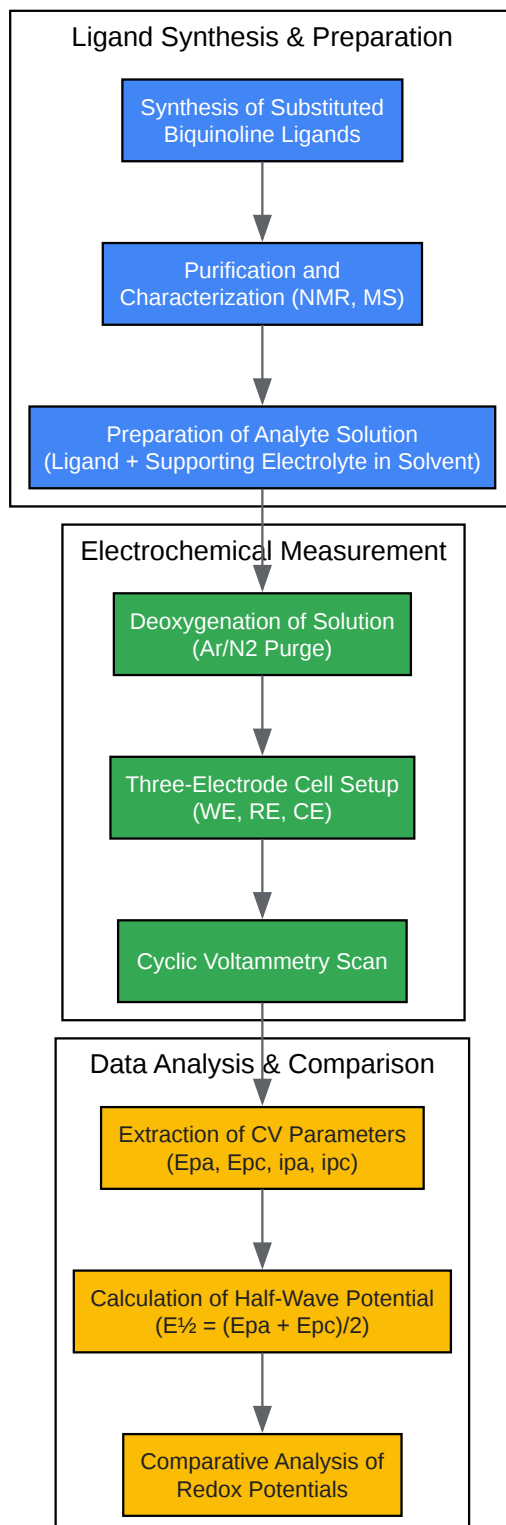 Ligand Synthesis & Preparation
Synthesis of Substituted
Biquinoline Ligands
Purification and
Characterization (NMR, MS)
Preparation of Analyte Solution
(Ligand + Supporting Electrolyte in Solvent)
Electrochemical Measurement
Deoxygenation of Solution
(Ar/N2 Purge)
Three-Electrode Cell Setup
(WE, RE, CE)
Cyclic Voltammetry Scan
Data Analysis & Comparison
Extraction of CV Parameters
(Epa, Epc, ipa, ipc)
Calculation of Half-Wave Potential
(E½ = (Epa + Epc)/2)
Comparative Analysis of
Redox Potentials